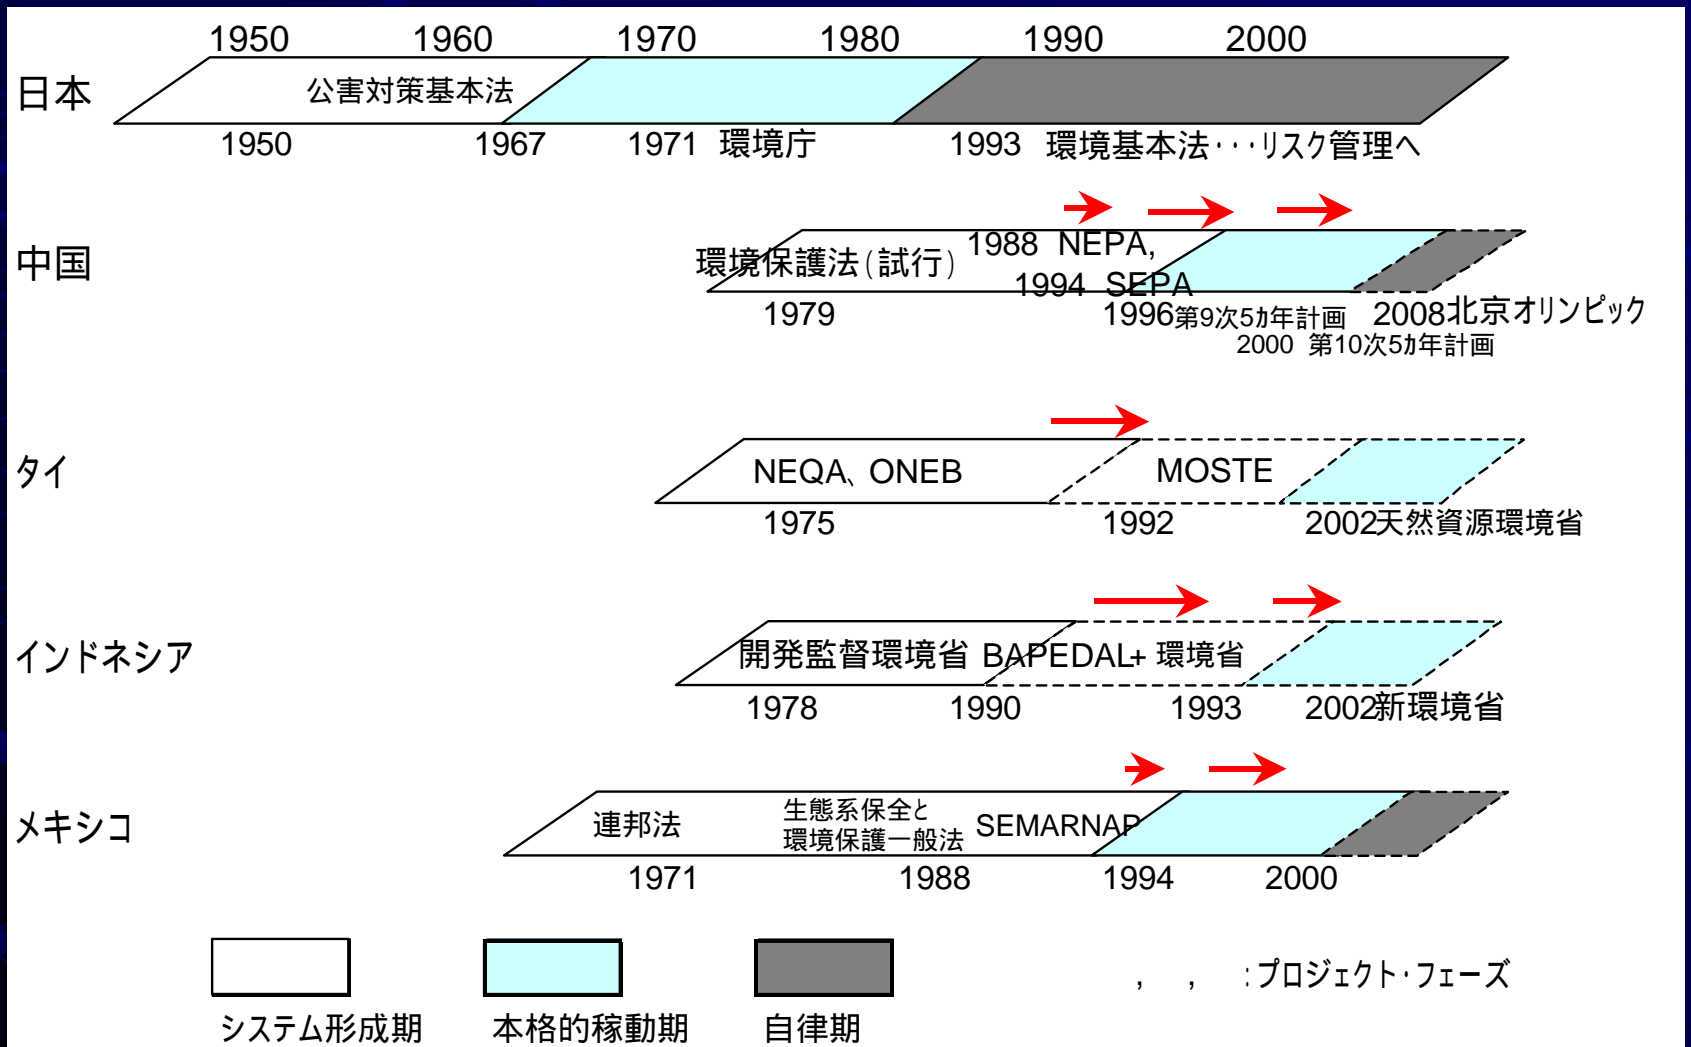 1950 1960 1970 1980 1990 2000
日本
公害対策基本法
1950 1967 1971 環境庁 1993 環境基本法・・・リスク管理へ
中国
環境保護法(試行)
1988 NEPA,
1994 SEPA
1979 1996第9次5カ年計画 2008北京オリンピック
2000 第10次5カ年計画
タイ
NEQA、ONEB MOSTE
1975 1992 2002天然資源環境省
インドネシア
開発監督環境省 BAPEDAL+環境省
1978 1990 1993 2002新環境省
メキシコ
連邦法
生態系保全と
環境保護一般法
SEMARNAP
1971 1988 1994 2000
, , :プロジェクト・フェーズ
システム形成期 本格的稼動期 自律期